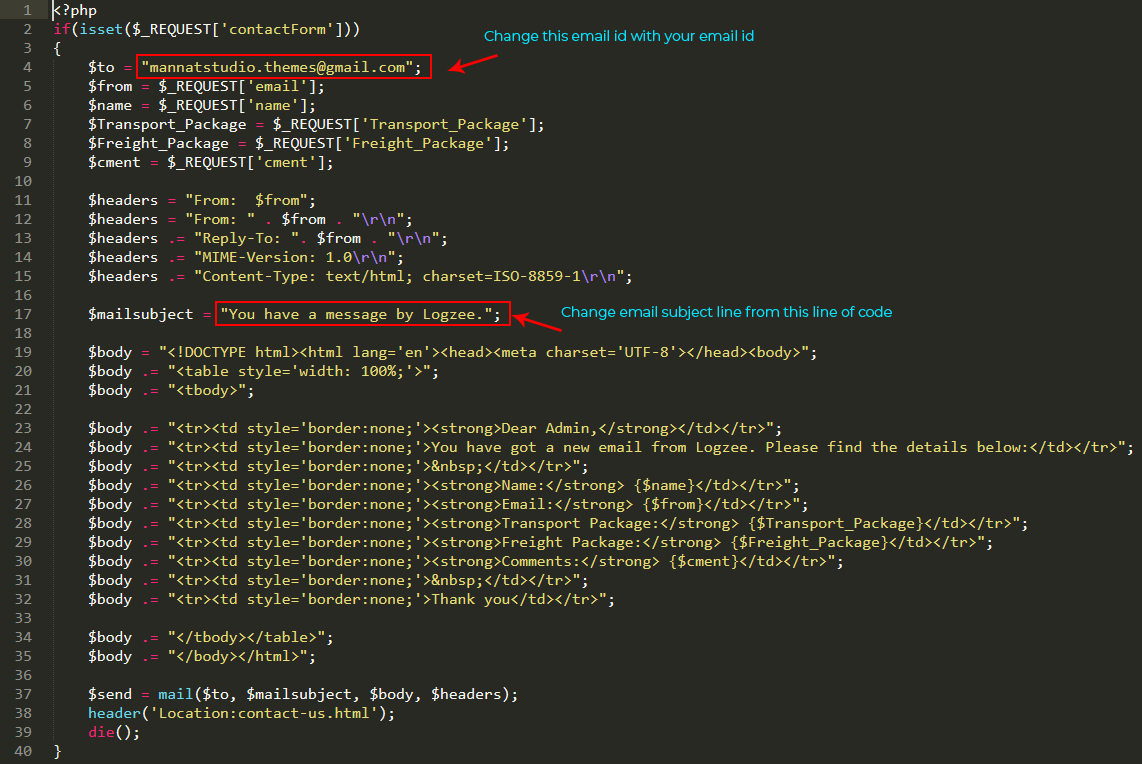 1 <?php
2 if(isset($_REQUEST['contactForm']))
Change this email id with your email id
3 {
4 $to = "mannatstudio.themes@gmail.com";
5 $from = $_REQUEST['email'];
6 $name = $_REQUEST['name'];
7 $Transport_Package = $_REQUEST['Transport_Package'];
8 $Freight_Package = $_REQUEST['Freight_Package'];
9 $cment = $_REQUEST['cment'];
10
11 $headers = "From:  $from";
12 $headers = "From: " . $from . "\r\n";
13 $headers .= "Reply-To: ". $from . "\r\n";
14 $headers .= "MIME-Version: 1.0\r\n";
15 $headers .= "Content-Type: text/html; charset=ISO-8859-1\r\n";
16
17 $mailsubject = "You have a message by Logzee.";
Change email subject line from this line of code
18
19 $body = "<!DOCTYPE html><html lang='en'><head><meta charset='UTF-8'></head><body>";
20 $body .= "<table style='width: 100%;'>";
21 $body .= "<tbody>";
22
23 $body .= "<tr><td style='border:none;'><strong>Dear Admin,</strong></td></tr>";
24 $body .= "<tr><td style='border:none;'>You have got a new email from Logzee. Please find the details below:</td></tr>";
25 $body .= "<tr><td style='border:none;'>&nbsp;</td></tr>";
26 $body .= "<tr><td style='border:none;'><strong>Name:</strong> {$name}</td></tr>";
27 $body .= "<tr><td style='border:none;'><strong>Email:</strong> {$from}</td></tr>";
28 $body .= "<tr><td style='border:none;'><strong>Transport Package:</strong> {$Transport_Package}</td></tr>";
29 $body .= "<tr><td style='border:none;'><strong>Freight Package:</strong> {$Freight_Package}</td></tr>";
30 $body .= "<tr><td style='border:none;'><strong>Comments:</strong> {$cment}</td></tr>";
31 $body .= "<tr><td style='border:none;'>&nbsp;</td></tr>";
32 $body .= "<tr><td style='border:none;'>Thank you</td></tr>";
33
34 $body .= "</tbody></table>";
35 $body .= "</body></html>";
36
37 $send = mail($to, $mailsubject, $body, $headers);
38 header('Location:contact-us.html');
39 die();
40 }